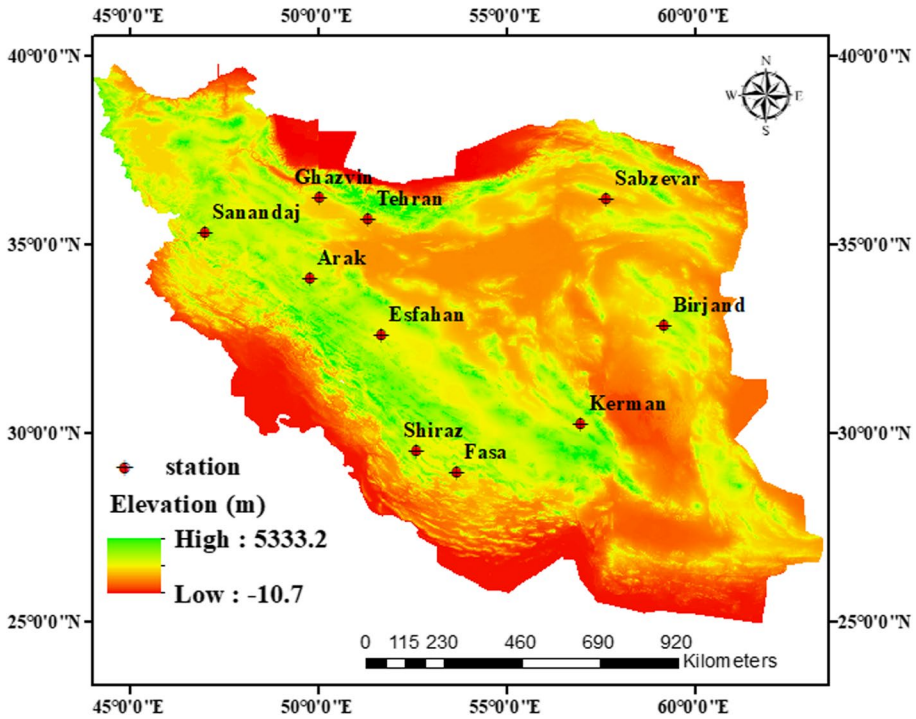 45°0'0"E 50°0'0"E 55°0'0"E 60°0'0"E
40°0'0"N 40°0'0"N
N
W E
S
Ghazvin
Sabzevar
Tehran
Sanandaj
35°0'0"N 35°0'0"N
Arak
Birjand
Esfahan
Kerman
30°0'0"N 30°0'0"N
Shiraz
Fasa
station
Elevation (m)
High : 5333.2
Low : -10.7
25°0'0"N 25°0'0"N
0 115 230 460 690 920
Kilometers
45°0'0"E 50°0'0"E 55°0'0"E 60°0'0"E